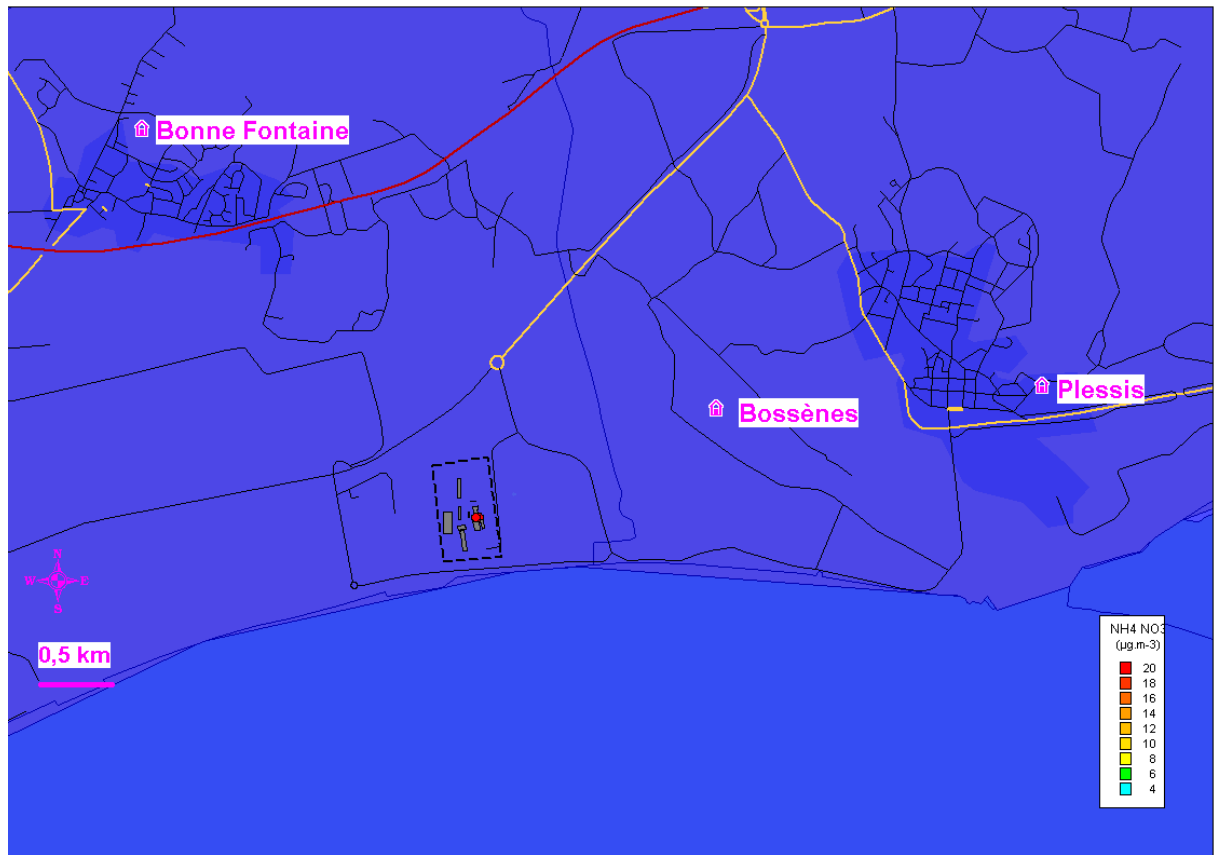 Bonne Fontaine
Plessis
Bossènes
N
W E
S
0,5 km
NH4 NO3
(µg.m-3)
20
18
16
14
12
10
8
6
4